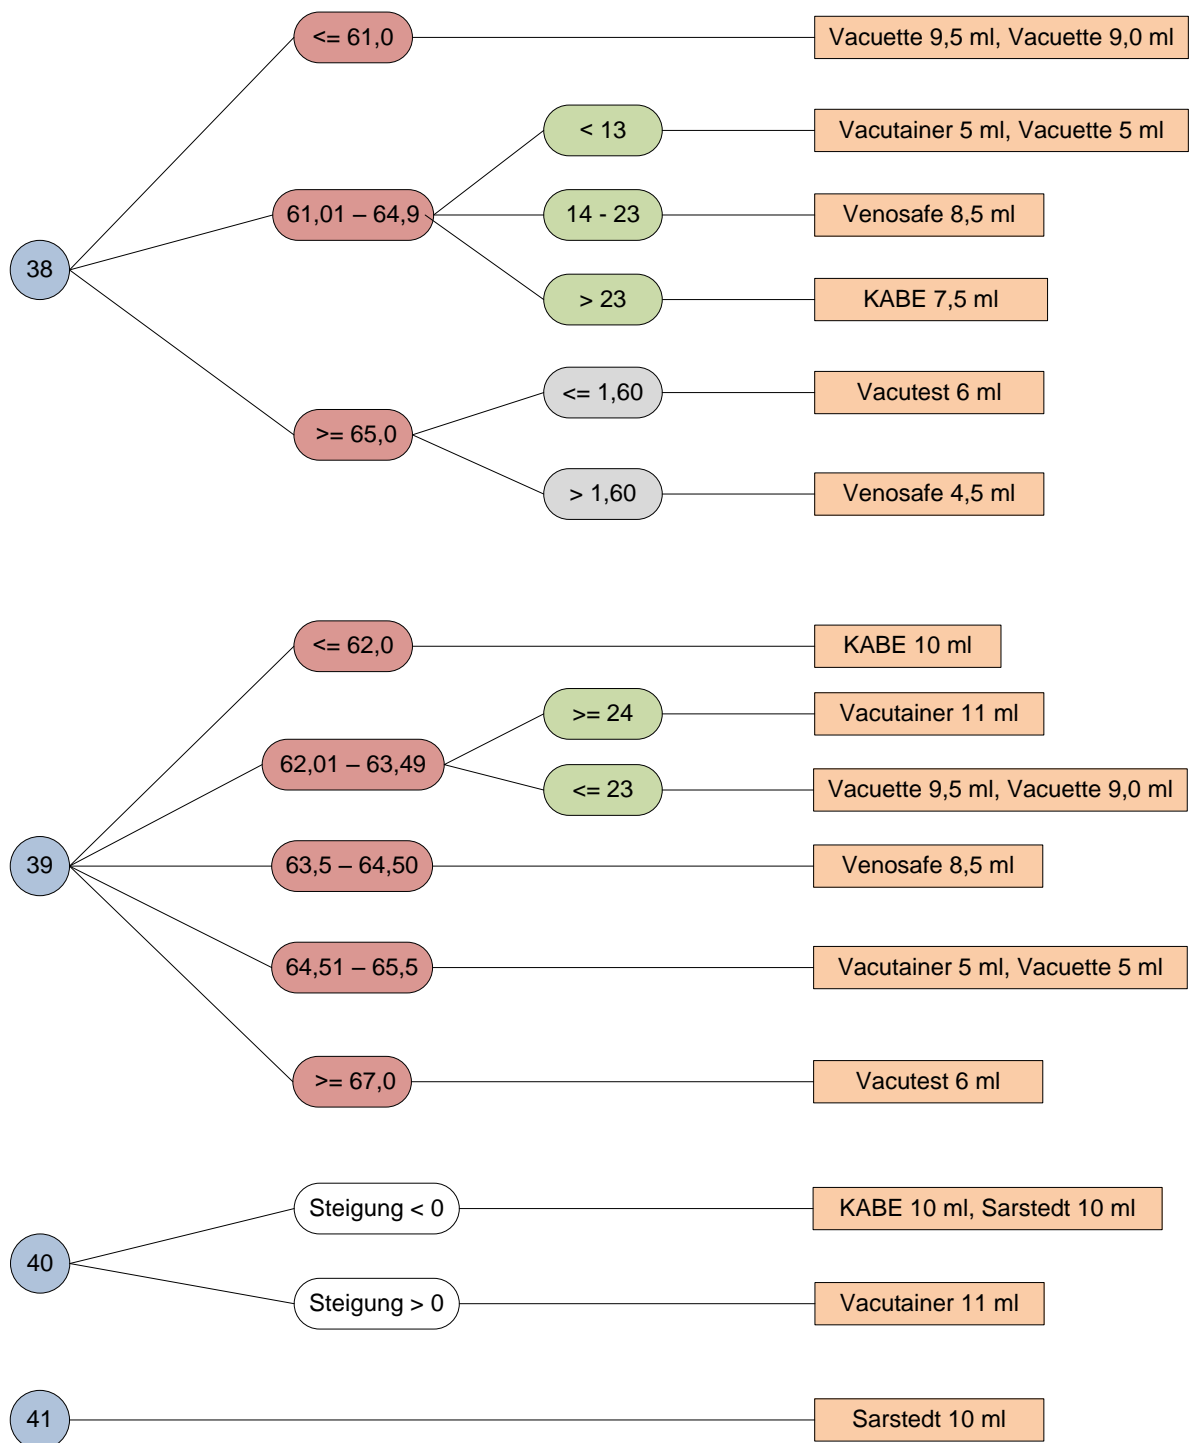 <= 61,0
Vacuette 9,5 ml, Vacuette 9,0 ml
< 13
Vacutainer 5 ml, Vacuette 5 ml
61,01 – 64,9
14 - 23
Venosafe 8,5 ml
38
> 23
KABE 7,5 ml
<= 1,60
Vacutest 6 ml
>= 65,0
> 1,60
Venosafe 4,5 ml
<= 62,0
KABE 10 ml
>= 24
Vacutainer 11 ml
62,01 – 63,49
<= 23
Vacuette 9,5 ml, Vacuette 9,0 ml
39
63,5 – 64,50
Venosafe 8,5 ml
64,51 – 65,5
Vacutainer 5 ml, Vacuette 5 ml
>= 67,0
Vacutest 6 ml
Steigung < 0
KABE 10 ml, Sarstedt 10 ml
40
Steigung > 0
Vacutainer 11 ml
41
Sarstedt 10 ml